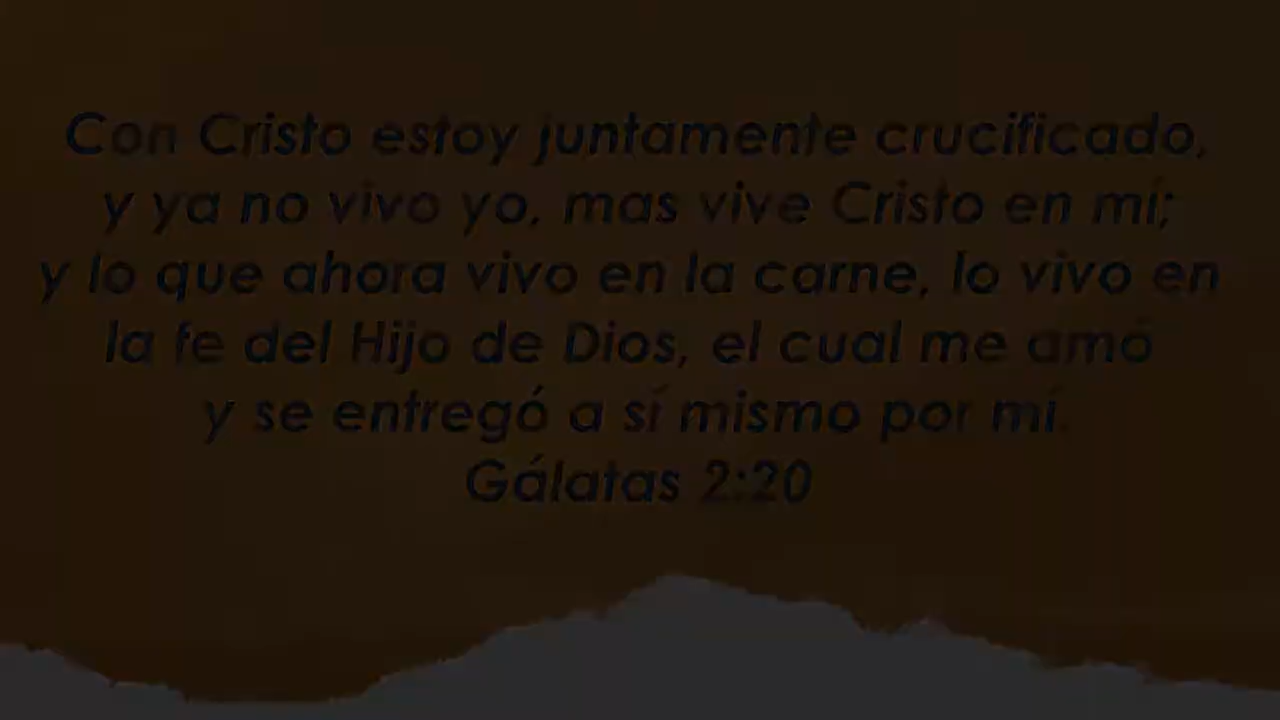 Con Cristo estoy juntamente crucificado,
y ya no vivo yo, mas vive Cristo en mí;
y lo que ahora vivo en la carne, lo vivo en
la fe del Hijo de Dios, el cual me amó
y se entregó a sí mismo por mí.
Gálatas 2:20